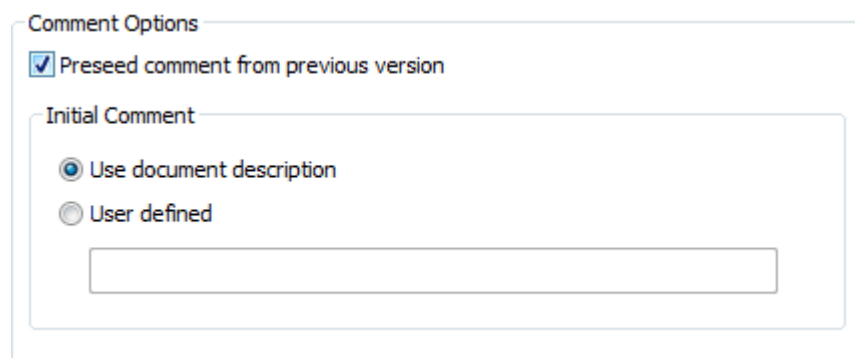 Comment Options
Preseed comment from previous version
Initial Comment
Use document description
User defined